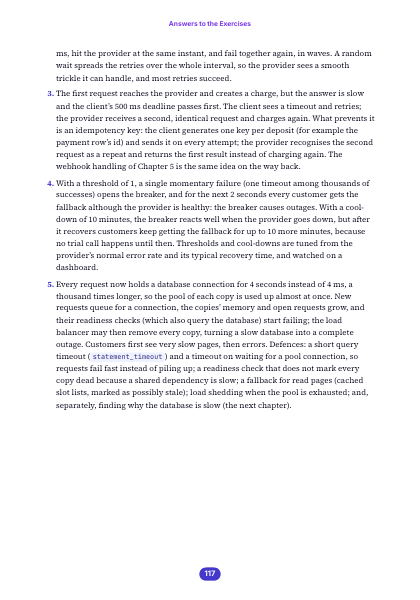 Answers to the Exercises
ms, hit the provider at the same instant, and fail together again, in waves. A random
wait spreads the retries over the whole interval, so the provider sees a smooth
trickle it can handle, and most retries succeed.
3. The first request reaches the provider and creates a charge, but the answer is slow
and the client's 500 ms deadline passes first. The client sees a timeout and retries;
the provider receives a second, identical request and charges again. What prevents it
is an idempotency key: the client generates one key per deposit (for example the
payment row's id) and sends it on every attempt; the provider recognises the second
request as a repeat and returns the first result instead of charging again. The
webhook handling of Chapter 5 is the same idea on the way back.
4. With a threshold of 1, a single momentary failure (one timeout among thousands of
successes) opens the breaker, and for the next 2 seconds every customer gets the
fallback although the provider is healthy: the breaker causes outages. With a cool-
down of 10 minutes, the breaker reacts well when the provider goes down, but after
it recovers customers keep getting the fallback for up to 10 more minutes, because
no trial call happens until then. Thresholds and cool-downs are tuned from the
provider's normal error rate and its typical recovery time, and watched on a
dashboard.
5. Every request now holds a database connection for 4 seconds instead of 4 ms, a
thousand times longer, so the pool of each copy is used up almost at once. New
requests queue for a connection, the copies' memory and open requests grow, and
their readiness checks (which also query the database) start failing; the load
balancer may then remove every copy, turning a slow database into a complete
outage. Customers first see very slow pages, then errors. Defences: a short query
timeout (statement_timeout) and a timeout on waiting for a pool connection, so
requests fail fast instead of piling up; a readiness check that does not mark every
copy dead because a shared dependency is slow; a fallback for read pages (cached
slot lists, marked as possibly stale); load shedding when the pool is exhausted; and,
separately, finding why the database is slow (the next chapter).
117